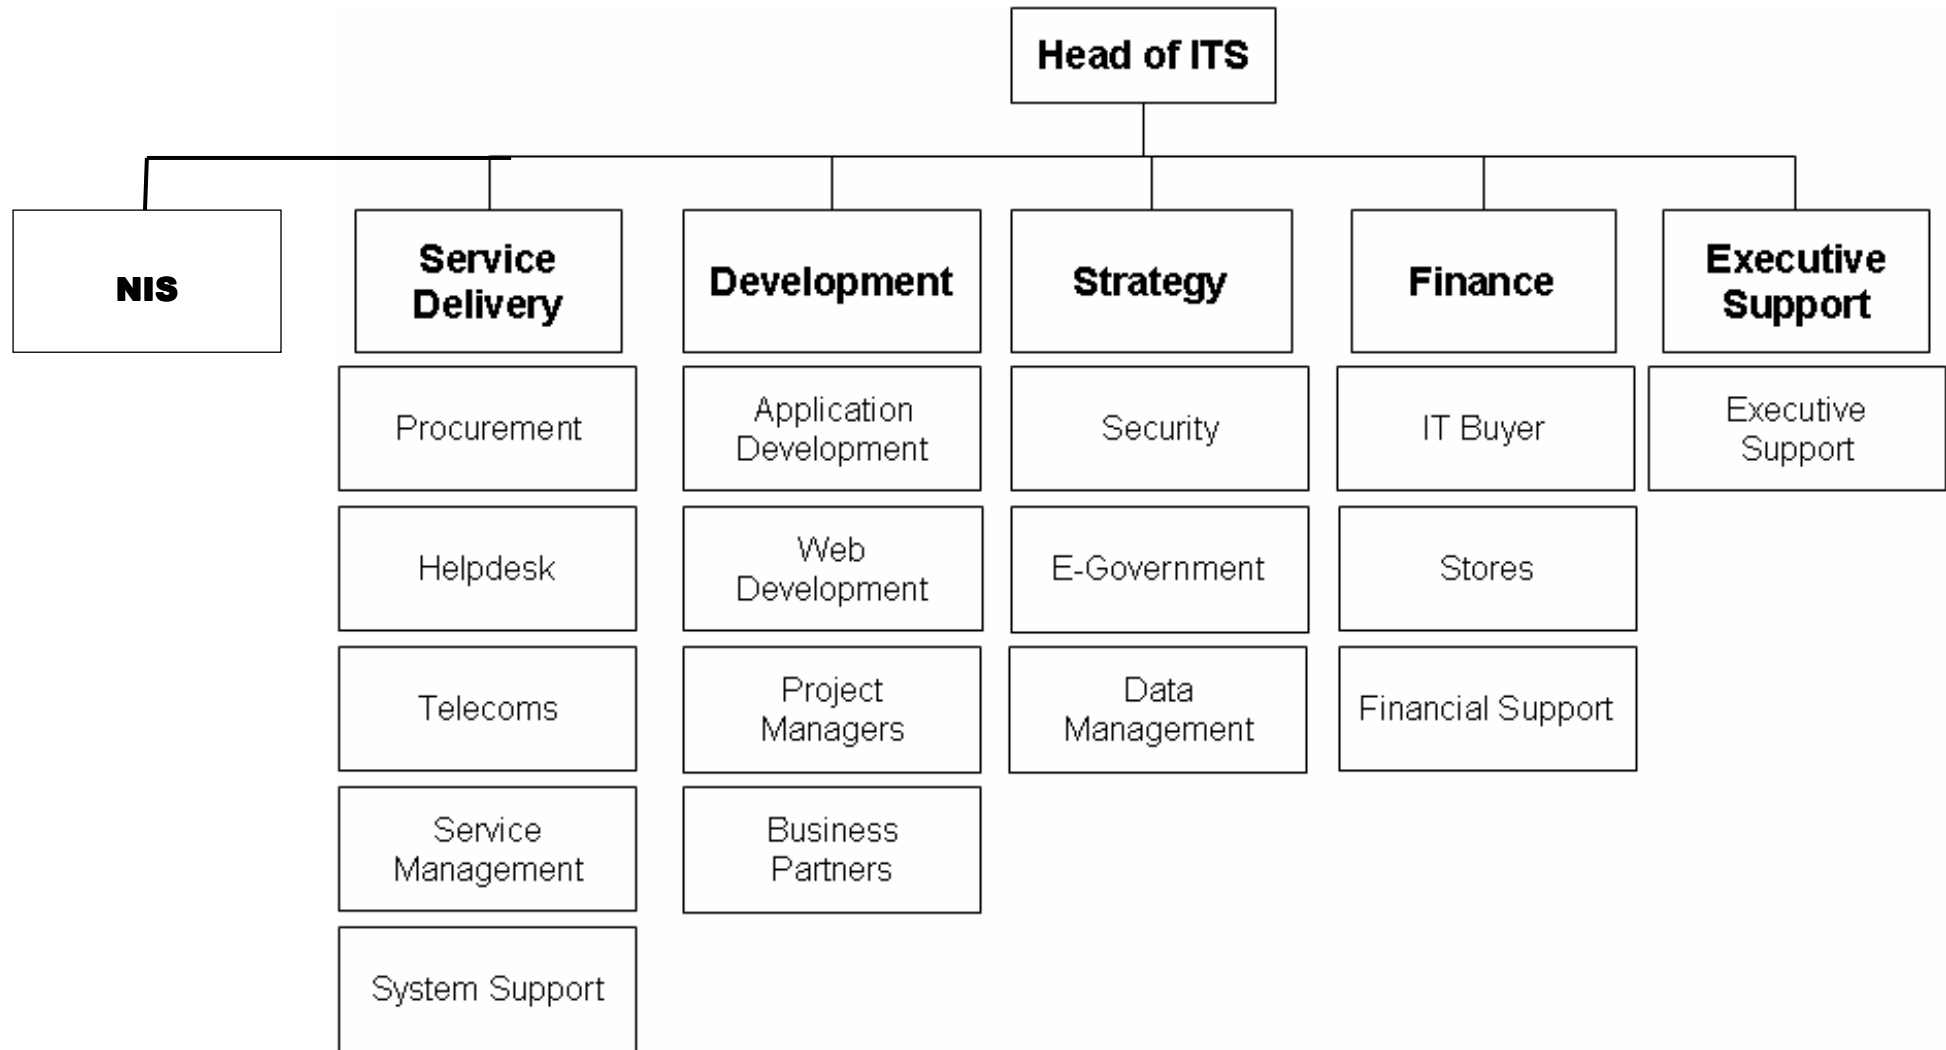 Head of ITS
NIS
Service
Delivery
Development
Strategy
Finance
Executive
Support
Procurement
Application
Development
Security
IT Buyer
Executive
Support
Helpdesk
Web
Development
E-Government
Stores
Telecoms
Project
Managers
Data
Management
Financial Support
Service
Management
Business
Partners
System Support